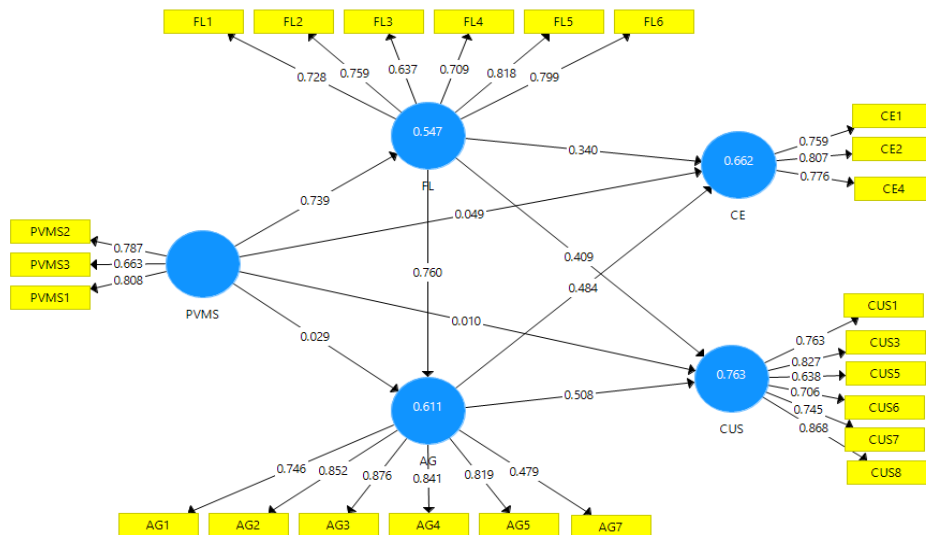 FL1 FL2 FL3 FL4 FL5 FL6
0.728 0.759 0.637 0.709 0.818 0.799
0.547
FL
CE1
0.759
CE2
0.807
0.776
CE4
0.662
CE
0.340
0.739
0.049
PVMS2
0.787
PVMS3
0.663
PVMS1
0.808
PVMS
0.760
0.409
0.484
0.029
0.010
CUS1
0.763
CUS3
0.827
CUS5
0.638
CUS6
0.706
CUS7
0.745
CUS8
0.868
0.763
CUS
0.508
0.611
AG
0.746 0.852 0.876 0.841 0.819 0.479
AG1 AG2 AG3 AG4 AG5 AG7